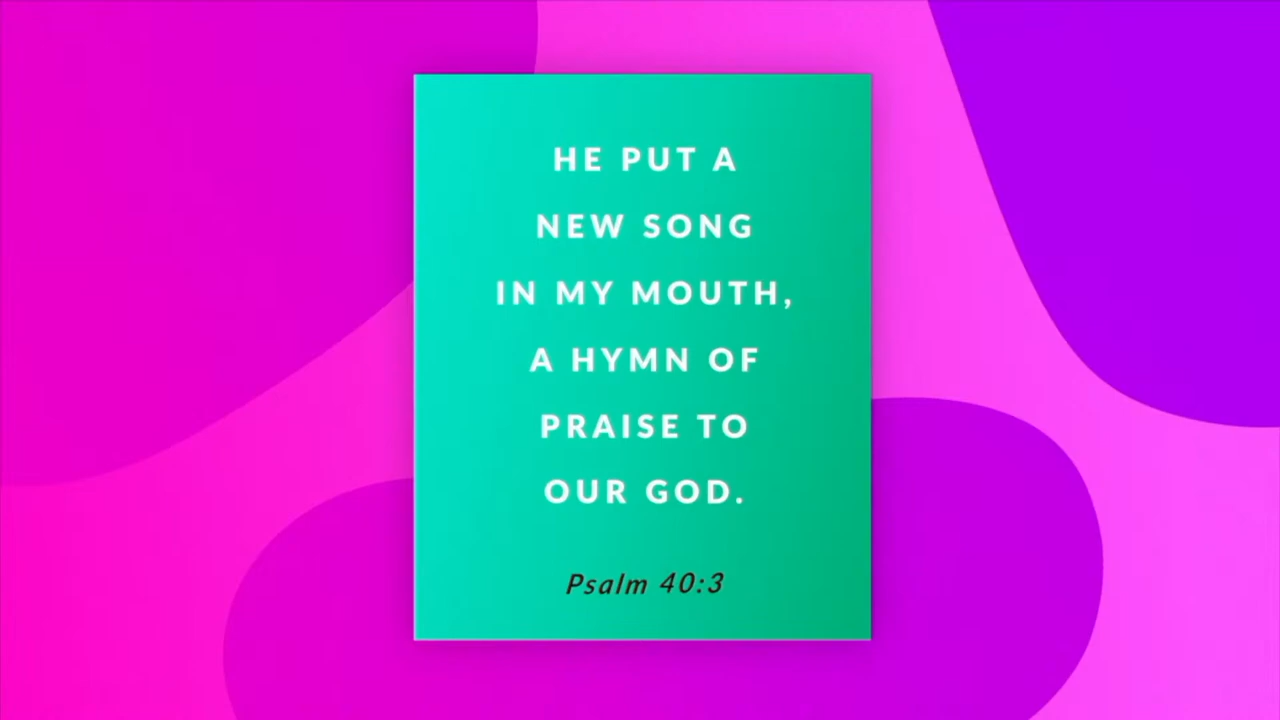 HE PUT A
NEW SONG
IN MY MOUTH,
A HYMN OF
PRAISE TO
OUR GOD.
Psalm 40:3